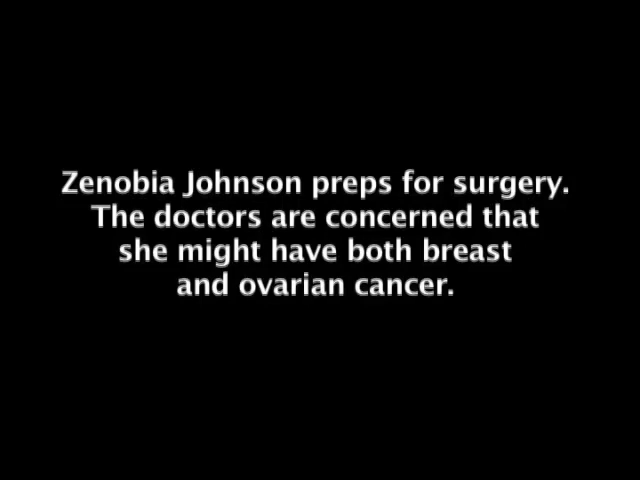 Zenobia Johnson preps for surgery.
The doctors are concerned that
she might have both breast
and ovarian cancer.